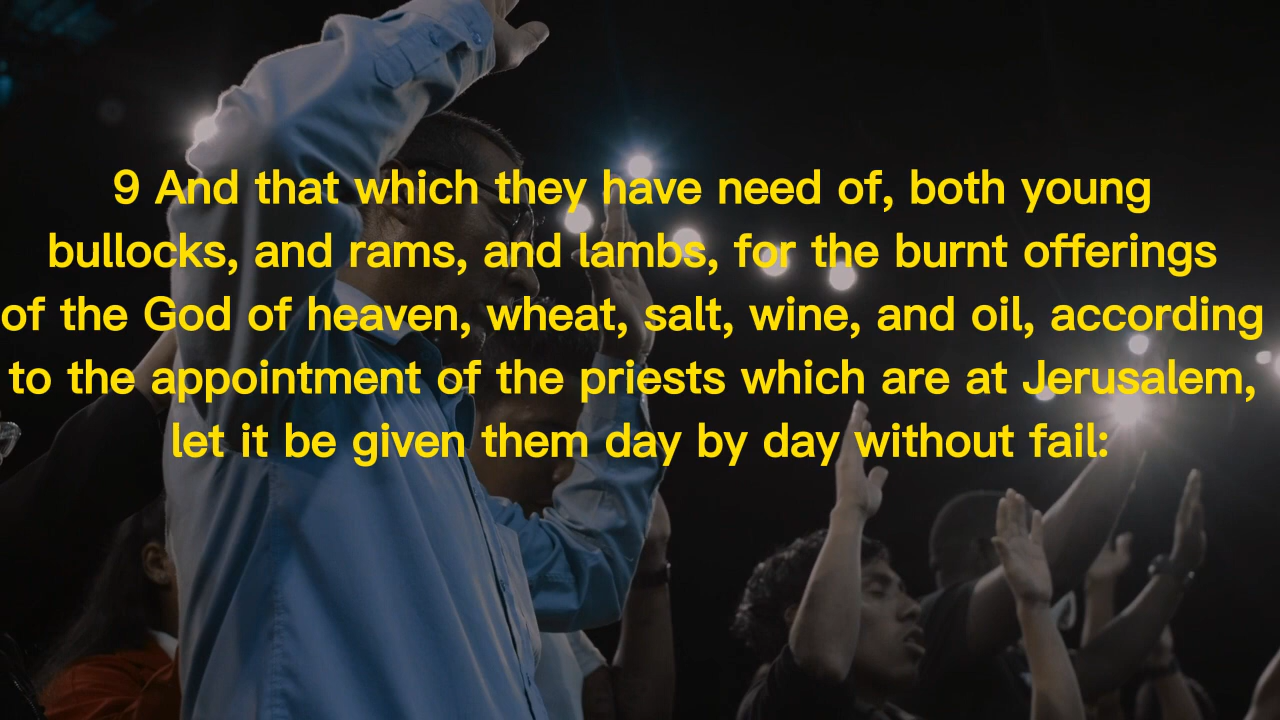 9 And that which they have need of, both young
bullocks, and rams, and lambs, for the burnt offerings
of the God of heaven, wheat, salt, wine, and oil, according
to the appointment of the priests which are at Jerusalem,
let it be given them day by day without fail: